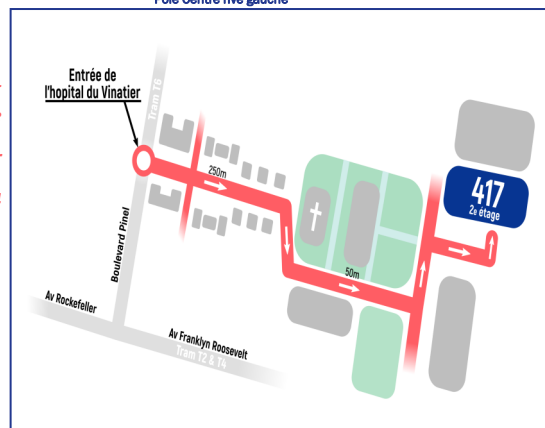 Pôle Centre rive gauche
Entrée de
l'hopital du Vinatier
Tram T6
250m
417
2e étage
Boulevard Pinel
50m
Av Rockefeller
Av Franklyn Roosevelt
Tram T2 & T4